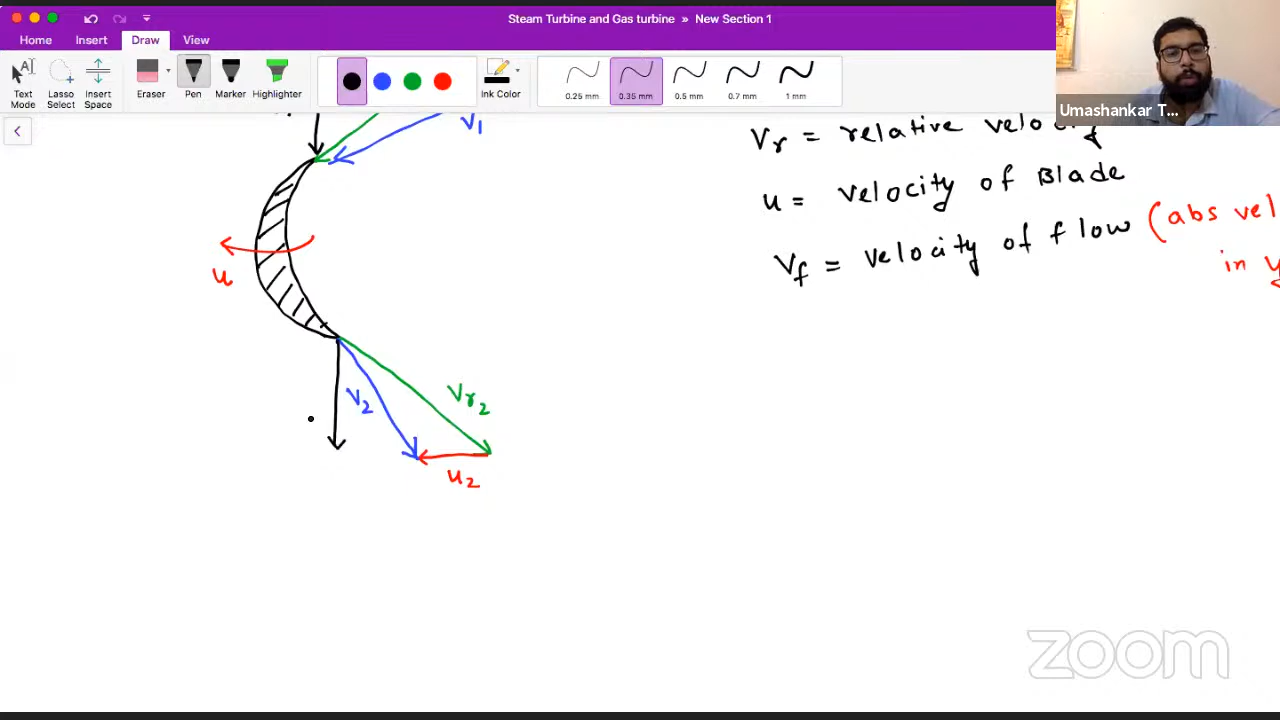 Steam Turbine and Gas turbine » New Section 1
Home Insert Draw View
Text Mode
Lasso Select
Insert Space
Eraser
Pen
Marker
Highlighter
Ink Color
0.25 mm
0.35 mm
0.5 mm
0.7 mm
1 mm
Umashankar T...
V1
Vr = relative velocity
u = velocity of Blade
Vf = velocity of flow (abs vel
in y
u
V2
Vr2
u2
zoom